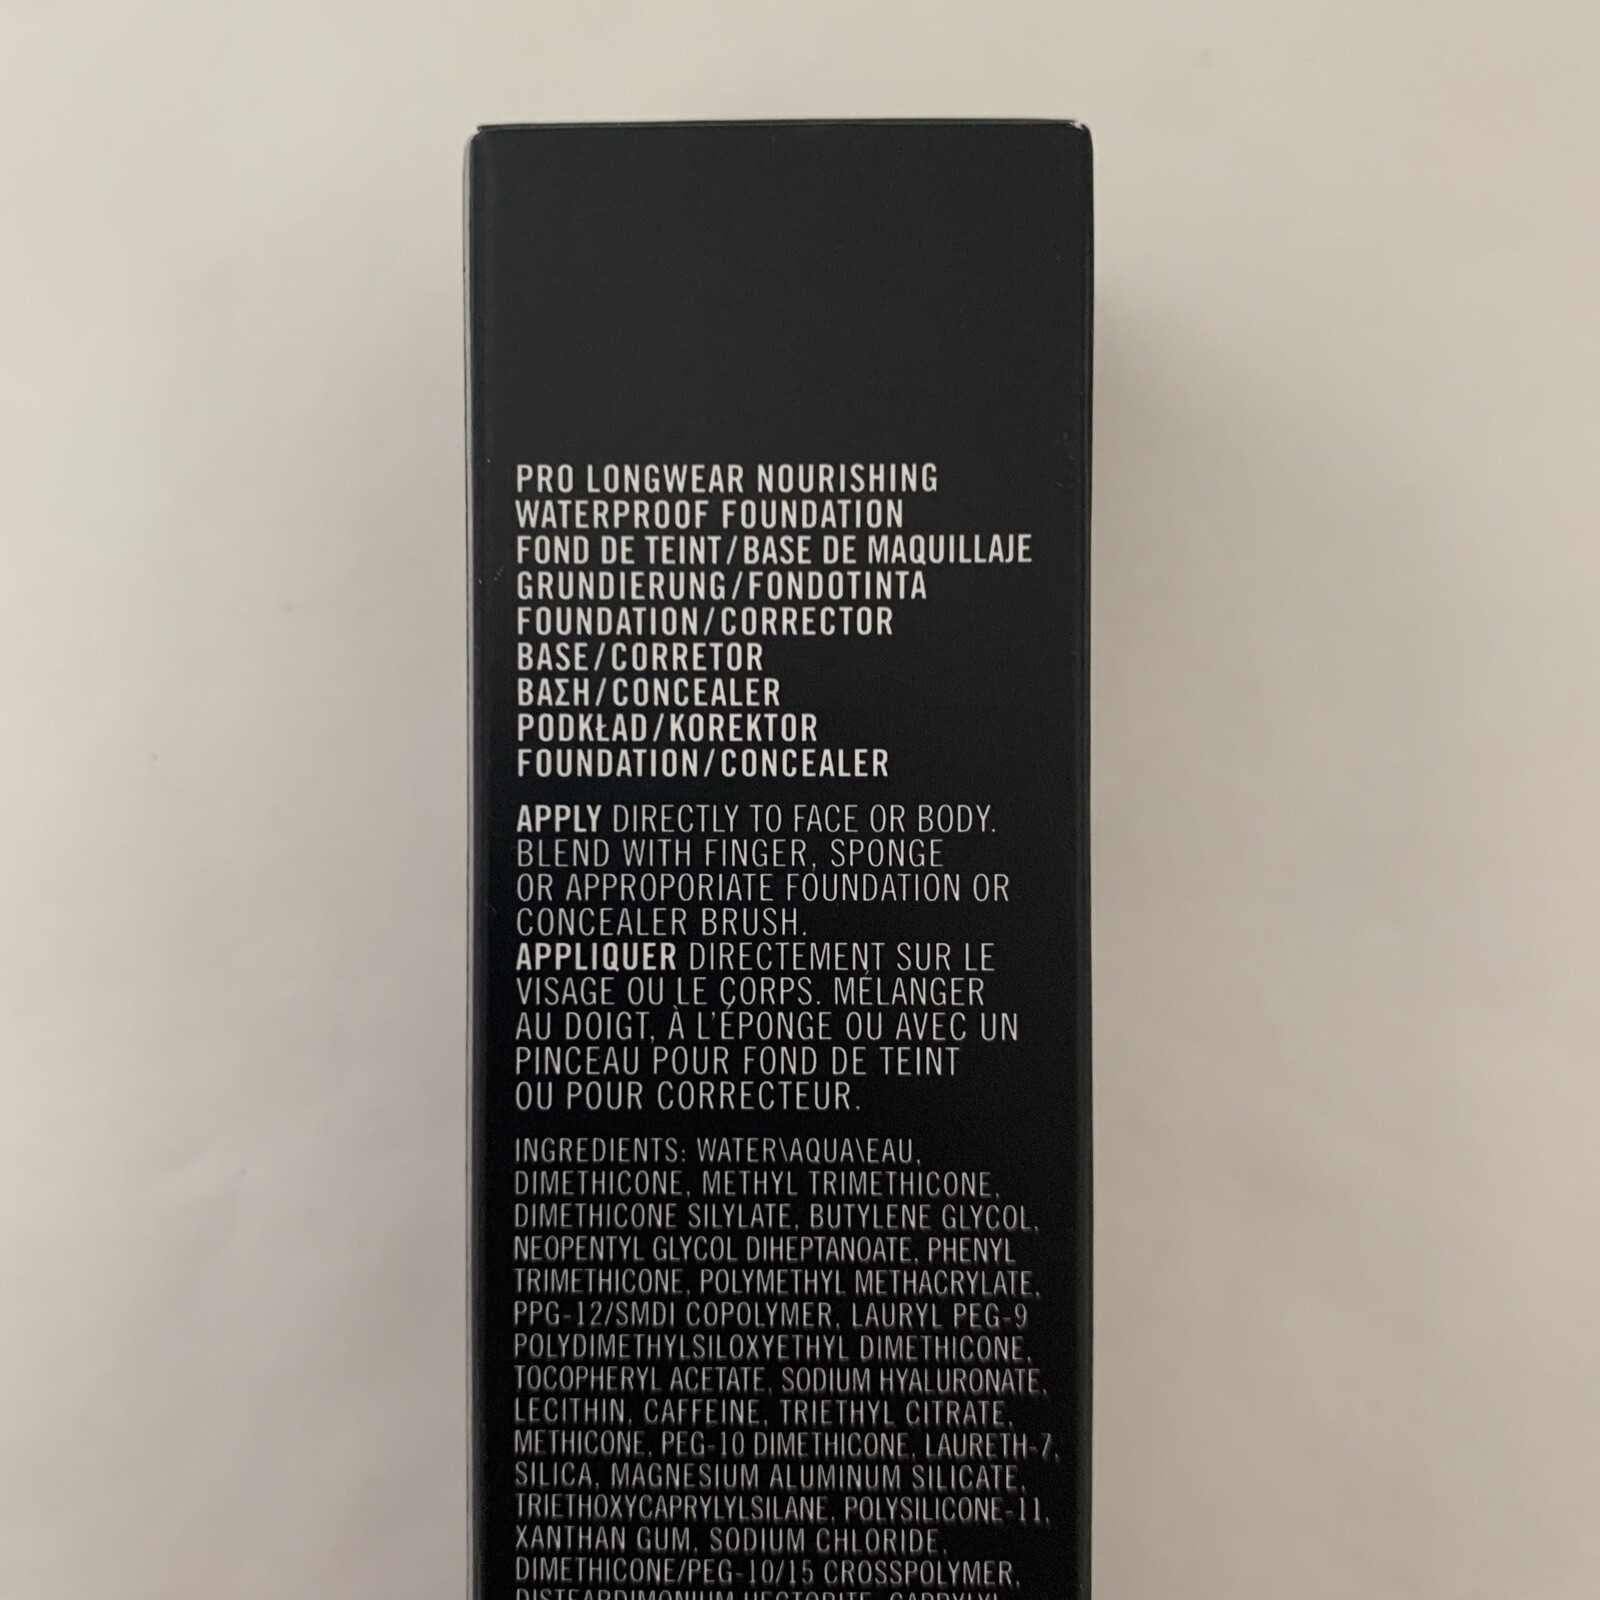 PRO LONGWEAR NOURISHING
WATERPROOF FOUNDATION
FOND DE TEINT/BASE DE MAQUILLAJE
GRUNDIERUNG/FONDOTINTA
FOUNDATION/CORRECTOR
BASE/CORRETOR
ΒΑΣΗ/CONCEALER
PODKŁAD/KOREKTOR
FOUNDATION/CONCEALER
APPLY DIRECTLY TO FACE OR BODY.
BLEND WITH FINGER, SPONGE
OR APPROPORIATE FOUNDATION OR
CONCEALER BRUSH.
APPLIQUER DIRECTEMENT SUR LE
VISAGE OU LE CORPS. MÉLANGER
AU DOIGT, À L'ÉPONGE OU AVEC UN
PINCEAU POUR FOND DE TEINT
OU POUR CORRECTEUR.
INGREDIENTS: WATER\AQUA\EAU,
DIMETHICONE, METHYL TRIMETHICONE,
DIMETHICONE SILYLATE, BUTYLENE GLYCOL,
NEOPENTYL GLYCOL DIHEPTANOATE, PHENYL
TRIMETHICONE, POLYMETHYL METHACRYLATE,
PPG-12/SMDI COPOLYMER, LAURYL PEG-9
POLYDIMETHYLSILOXYETHYL DIMETHICONE,
TOCOPHERYL ACETATE, SODIUM HYALURONATE,
LECITHIN, CAFFEINE, TRIETHYL CITRATE,
METHICONE, PEG-10 DIMETHICONE, LAURETH-7,
SILICA, MAGNESIUM ALUMINUM SILICATE,
TRIETHOXYCAPRYLYLSILANE, POLYSILICONE-11,
XANTHAN GUM, SODIUM CHLORIDE,
DIMETHICONE/PEG-10/15 CROSSPOLYMER,